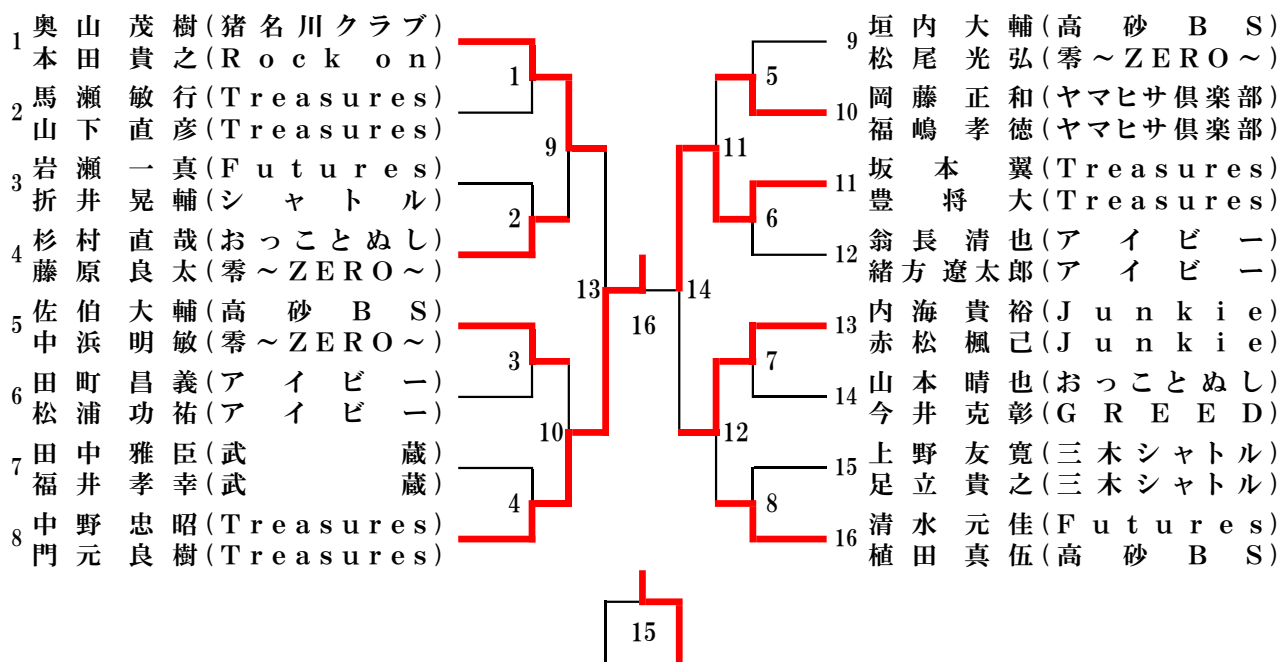 1
奥山茂樹(猪名川クラブ)
本田貴之(Rock on)
2
馬瀬敏行(Treasures)
山下直彦(Treasures)
3
岩瀬一真(Futures)
折井晃輔(シャトル)
4
杉村直哉(おっことぬし)
藤原良太(零～ZERO～)
5
佐伯大輔(高砂BS)
中浜明敏(零～ZERO～)
6
田町昌義(アイビー)
松浦功祐(アイビー)
7
田中雅臣(武蔵)
福井孝幸(武蔵)
8
中野忠昭(Treasures)
門元良樹(Treasures)
1
2
3
4
9
10
13
16
14
11
12
5
6
7
8
15
9
垣内大輔(高砂BS)
松尾光弘(零～ZERO～)
10
岡藤正和(ヤマヒサ倶楽部)
福嶋孝徳(ヤマヒサ倶楽部)
11
坂本翼(Treasures)
豊将大(Treasures)
12
翁長清也(アイビー)
緒方遼太郎(アイビー)
13
内海貴裕(Junkie)
赤松楓己(Junkie)
14
山本晴也(おっことぬし)
今井克彰(GREED)
15
上野友寛(三木シャトル)
足立貴之(三木シャトル)
16
清水元佳(Futures)
植田真伍(高砂BS)